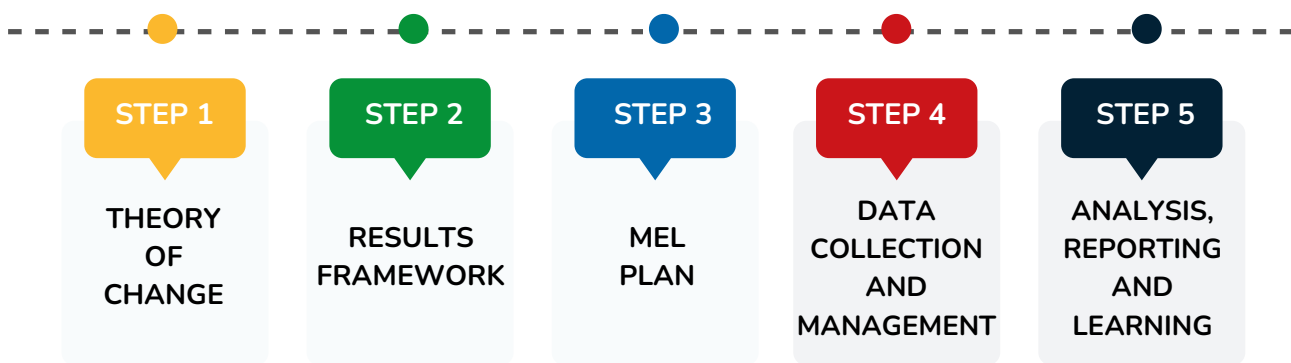 STEP 1
THEORY
OF
CHANGE
STEP 2
RESULTS
FRAMEWORK
STEP 3
MEL
PLAN
STEP 4
DATA
COLLECTION
AND
MANAGEMENT
STEP 5
ANALYSIS,
REPORTING
AND
LEARNING